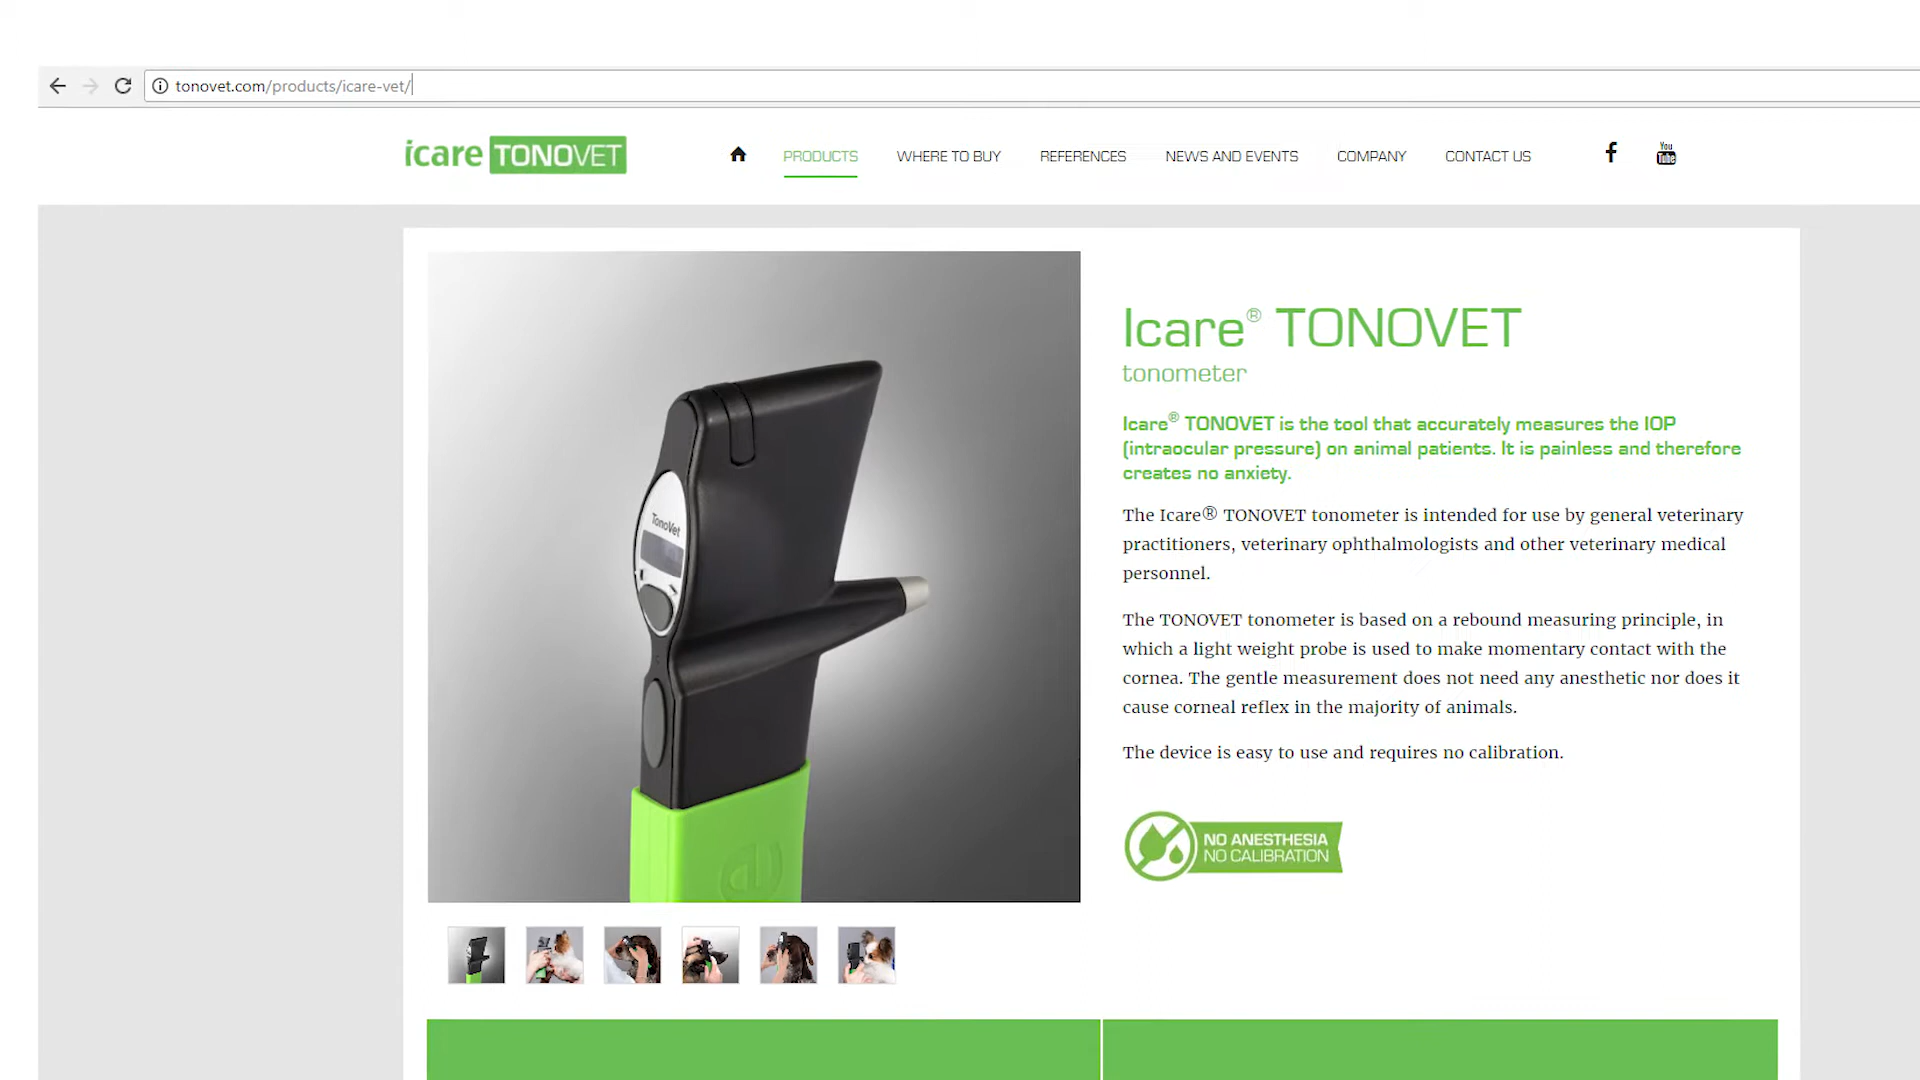 tonovet.com/products/icare-vet/
icare TONOVET
PRODUCTS
WHERE TO BUY
REFERENCES
NEWS AND EVENTS
COMPANY
CONTACT US
You
Tube
TonoVet
Icare® TONOVET
tonometer
Icare® TONOVET is the tool that accurately measures the IOP
(intraocular pressure) on animal patients. It is painless and therefore
creates no anxiety.
The Icare® TONOVET tonometer is intended for use by general veterinary
practitioners, veterinary ophthalmologists and other veterinary medical
personnel.
The TONOVET tonometer is based on a rebound measuring principle, in
which a light weight probe is used to make momentary contact with the
cornea. The gentle measurement does not need any anesthetic nor does it
cause corneal reflex in the majority of animals.
The device is easy to use and requires no calibration.
NO ANESTHESIA
NO CALIBRATION